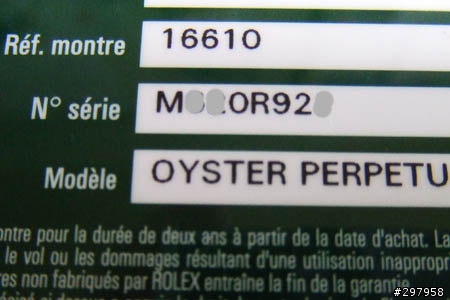 Réf. montre 16610
N° série
Modèle OYSTER PERPETU
ontre pour la durée de deux ans à partir de la date d'achat. La
le vol ou les dommages résultant d'une utilisation inappro
res non fabriqués par ROLEX entraîne la fin de la garantie.
#297958